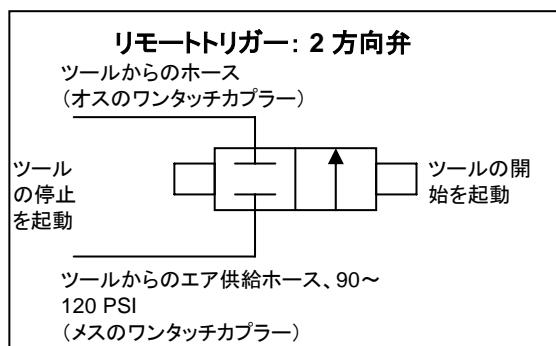 リモートトリガー: 2 方向弁
ツールからのホース
（オスのワンタッチカプラー）
ツール
の停止
を起動
ツールの開
始を起動
ツールからのエア供給ホース、90～
120 PSI
（メスのワンタッチカプラー）